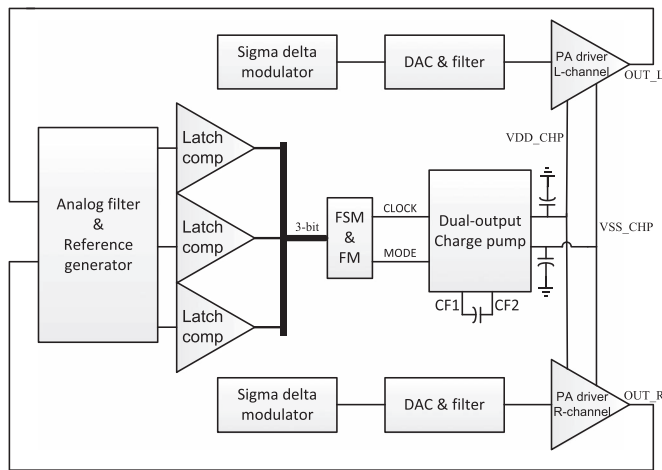 Sigma delta
modulator
DAC & filter
PA driver
L-channel
OUT_L
VDD_CHP
Latch
comp
Analog filter
&
Reference
generator
Latch
comp
3-bit
FSM
&
FM
CLOCK
MODE
Dual-output
Charge pump
VSS_CHP
CF1
CF2
Latch
comp
Sigma delta
modulator
DAC & filter
PA driver
R-channel
OUT_R